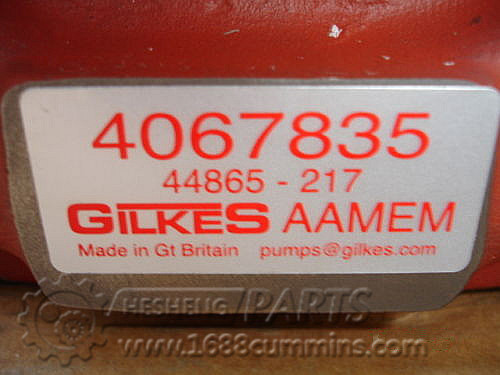 4067835
44865 - 217
GILKES AAMEM
Made in Gt Britain pumps@gilkes.com
HESHENG PARTS
www.1688cummins.com